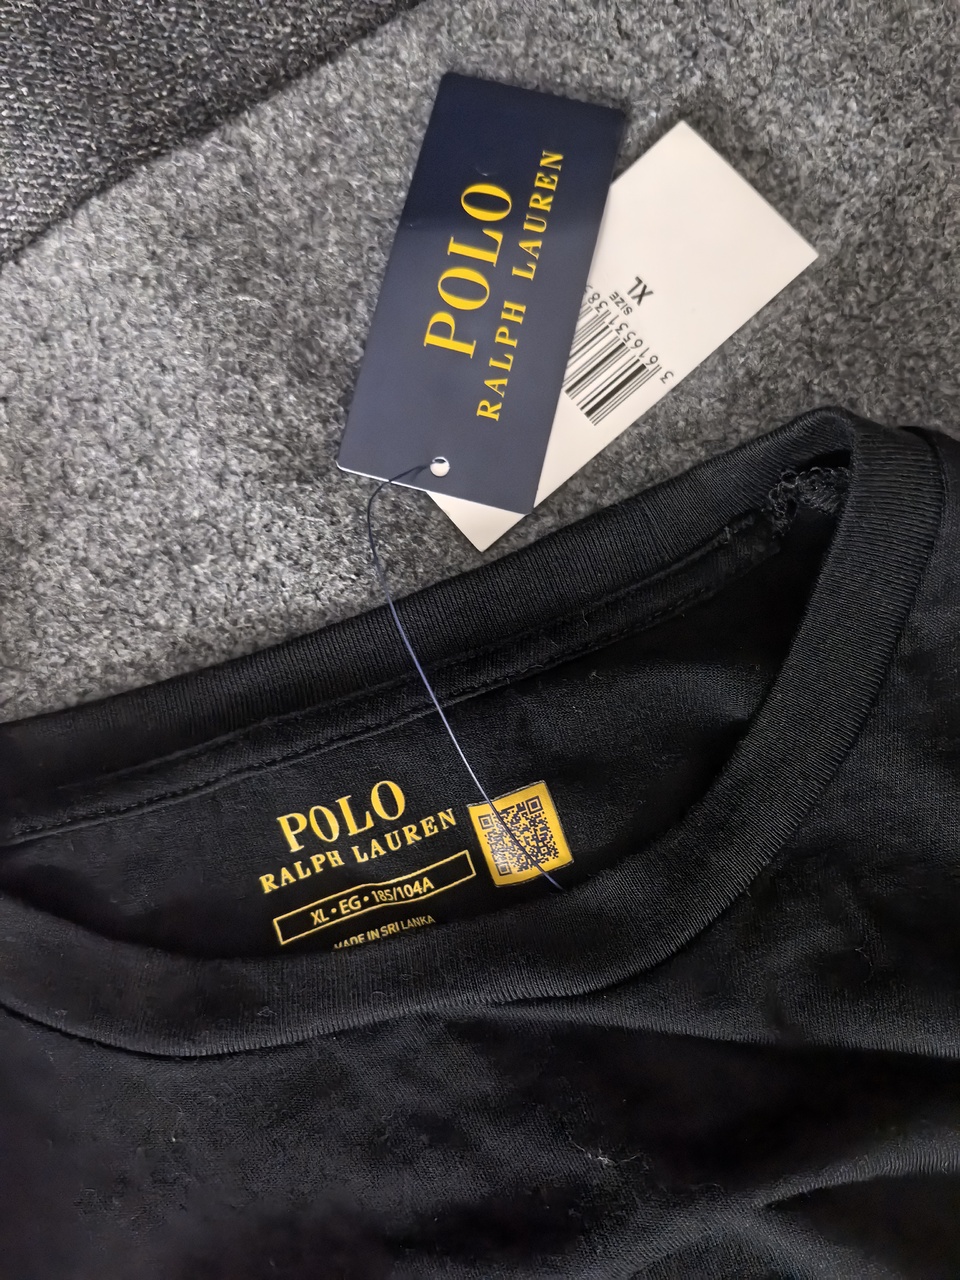 POLO
RALPH LAUREN
XL
SIZE
POLO
RALPH LAUREN
XL • EG • 185/104A
MADE IN SRI LANKA